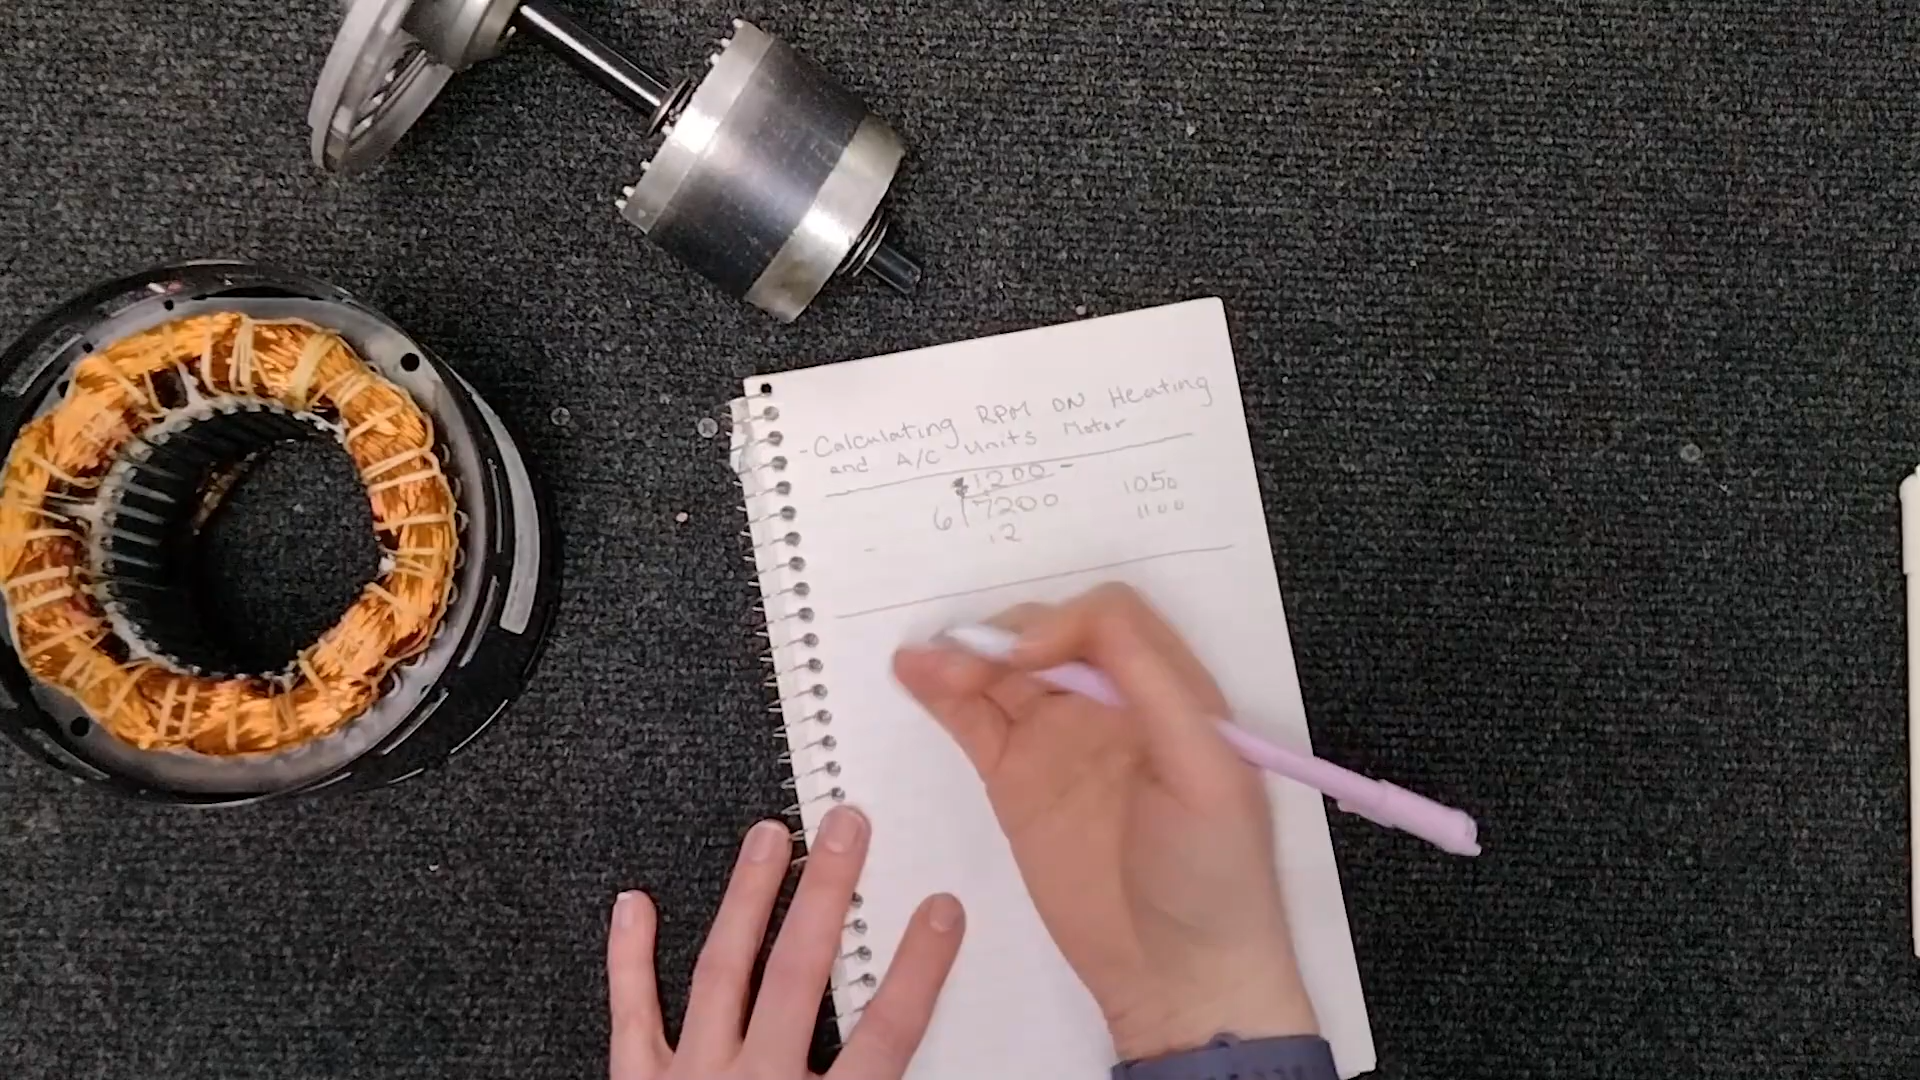 - Calculating RPM ON Heating
and A/C Units Motor
1200 -
6 7200 1050
12 1100